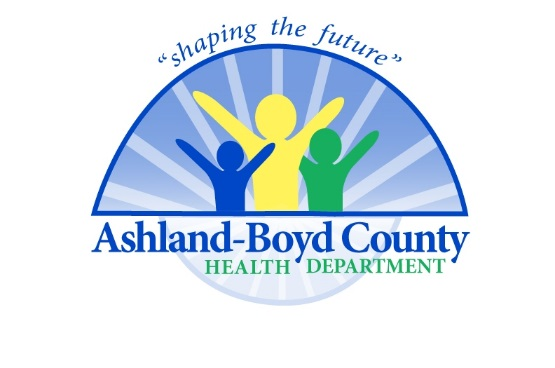 “shaping the future”
Ashland-Boyd County
HEALTH DEPARTMENT